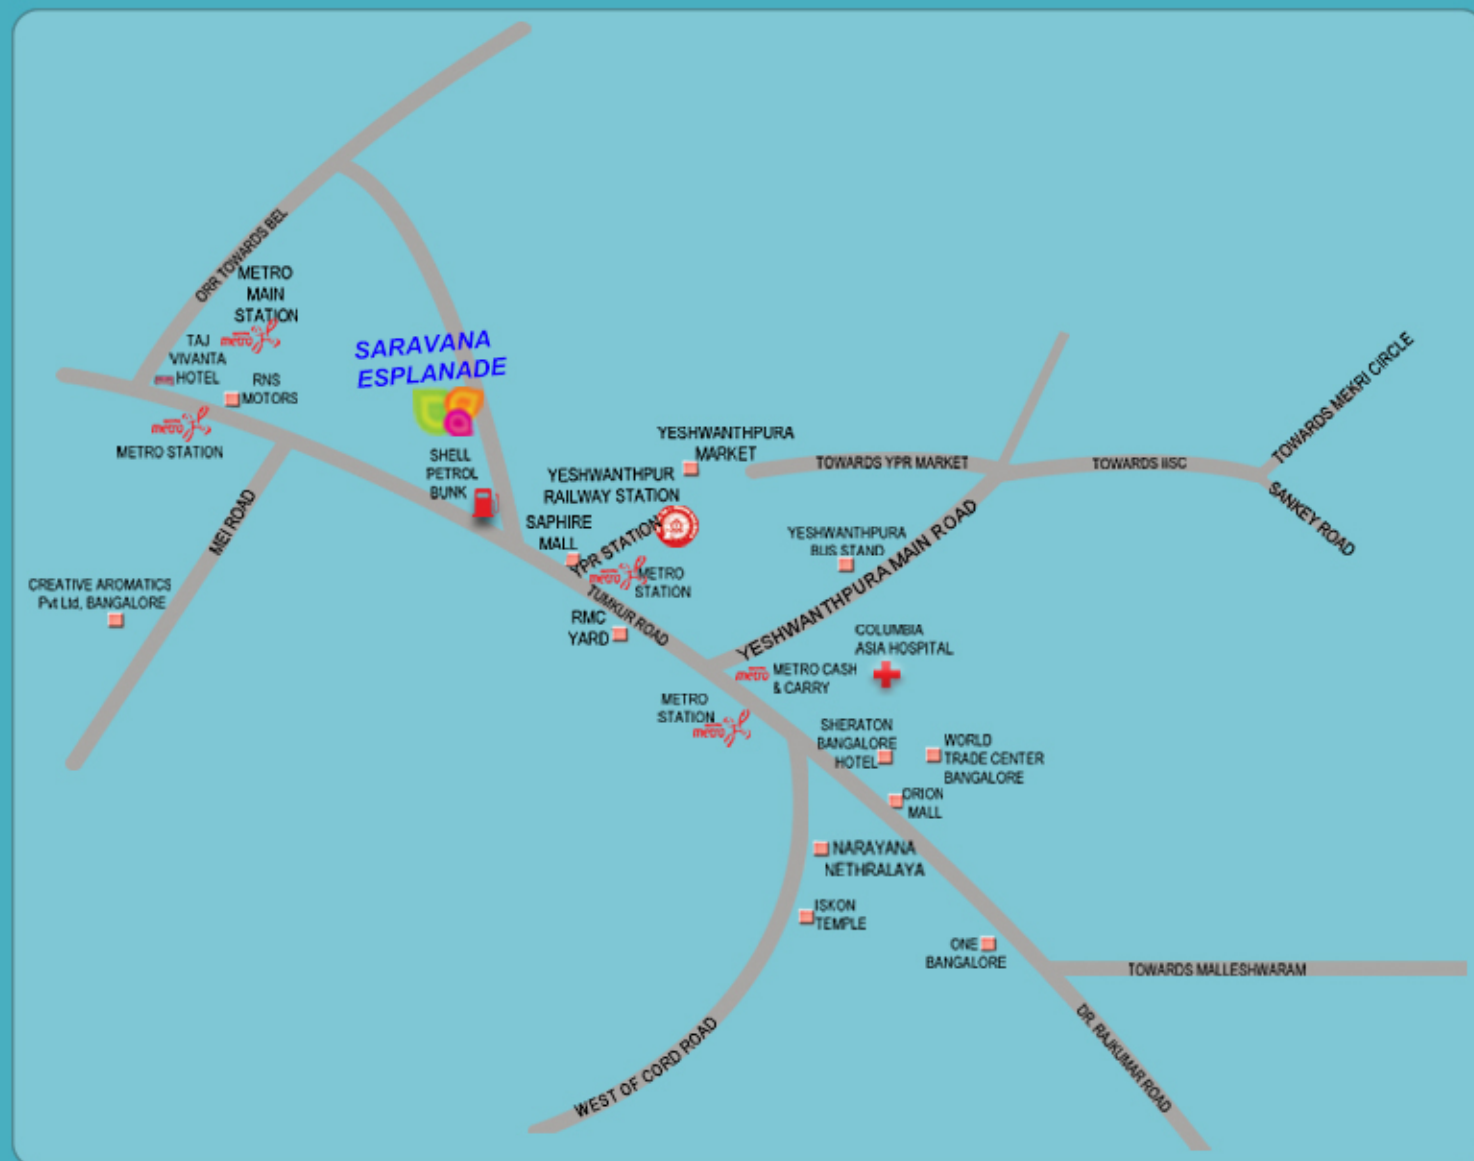 ORR TOWARDS BEL
METRO
MAIN
STATION
metro
TAJ
VIVANTA
HOTEL
RNS
MOTORS
metro
METRO STATION
SARAVANA
ESPLANADE
SHELL
PETROL
BUNK
MEI ROAD
CREATIVE AROMATICS
Pvt Ltd, BANGALORE
YESHWANTHPURA
MARKET
YESHWANTHPUR
RAILWAY STATION
SAPHIRE
MALL
YPR STATION
metro
METRO
STATION
TUMKUR ROAD
RMC
YARD
TOWARDS YPR MARKET
TOWARDS IISC
TOWARDS MEKRI CIRCLE
SANKEY ROAD
YESHWANTHPURA
BUS STAND
YESHWANTHPURA MAIN ROAD
COLUMBIA
ASIA HOSPITAL
metro
METRO CASH
& CARRY
METRO
STATION
metro
SHERATON
BANGALORE
HOTEL
WORLD
TRADE CENTER
BANGALORE
ORION
MALL
NARAYANA
NETHRALAYA
ISKON
TEMPLE
ONE
BANGALORE
TOWARDS MALLESHWARAM
DR. RAJKUMAR ROAD
WEST OF CORD ROAD